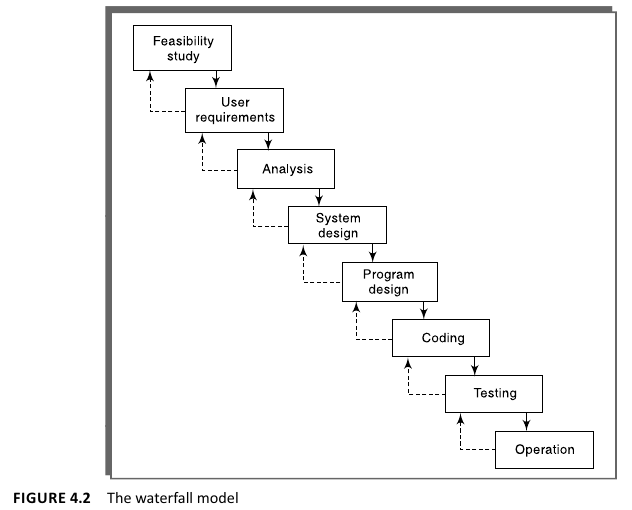 Feasibility
study
User
requirements
Analysis
System
design
Program
design
Coding
Testing
Operation
FIGURE 4.2 The waterfall model